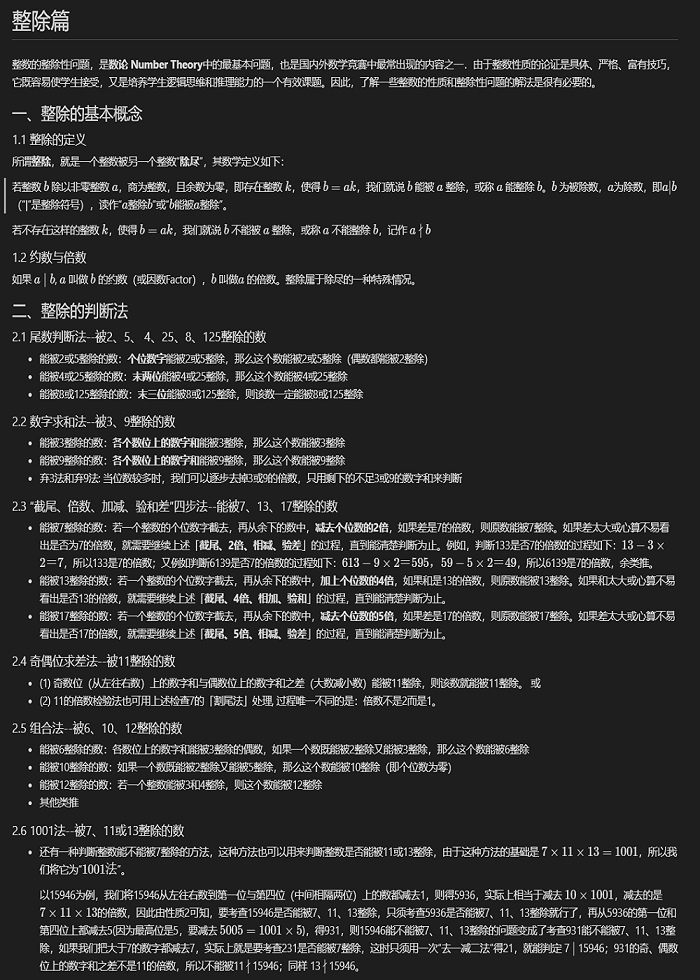 整除篇
整数的整除性问题，是数论 Number Theory中的最基本问题，也是国内外数学竞赛中最常出现的内容之一．由于整数性质的论证是具体、严格、富有技巧，
它既容易使学生接受，又是培养学生逻辑思维和推理能力的一个有效课题。因此，了解一些整数的性质和整除性问题的解法是很有必要的。
一、整除的基本概念
1.1 整除的定义
所谓整除，就是一个整数被另一个整数“除尽”，其数学定义如下：
若整数 b 除以非零整数 a，商为整数，且余数为零，即存在整数 k，使得 b = ak，我们就说 b 能被 a 整除，或称 a 能整除 b。b 为被除数，a为除数，即a|b
（“|”是整除符号），读作“a整除b”或“b能被a整除”。
若不存在这样的整数 k，使得 b = ak，我们就说 b 不能被 a 整除，或称 a 不能整除 b，记作 a ∤ b
1.2 约数与倍数
如果 a | b, a 叫做 b 的约数（或因数Factor），b 叫做a 的倍数。整除属于除尽的一种特殊情况。
二、整除的判断法
2.1 尾数判断法--被2、5、 4、25、8、125整除的数
• 能被2或5整除的数：个位数字能被2或5整除，那么这个数能被2或5整除（偶数都能被2整除）
• 能被4或25整除的数：末两位能被4或25整除，那么这个数能被4或25整除
• 能被8或125整除的数：末三位能被8或125整除，则该数一定能被8或125整除
2.2 数字求和法--被3、9整除的数
• 能被3整除的数：各个数位上的数字和能被3整除，那么这个数能被3整除
• 能被9整除的数：各个数位上的数字和能被9整除，那么这个数能被9整除
• 弃3法和弃9法: 当位数较多时，我们可以逐步去掉3或9的倍数，只用剩下的不足3或9的数字和来判断
2.3 “截尾、倍数、加减、验和差”四步法--能被7、13、17整除的数
• 能被7整除的数：若一个整数的个位数字截去，再从余下的数中，减去个位数的2倍，如果差是7的倍数，则原数能被7整除。如果差太大或心算不易看
出是否为7的倍数，就需要继续上述「截尾、2倍、相减、验差」的过程，直到能清楚判断为止。例如，判断133是否7的倍数的过程如下：13 − 3 ×
2＝7，所以133是7的倍数；又例如判断6139是否7的倍数的过程如下：613 − 9 × 2＝595，59 − 5 × 2＝49，所以6139是7的倍数，余类推。
• 能被13整除的数：若一个整数的个位数字截去，再从余下的数中，加上个位数的4倍，如果和是13的倍数，则原数能被13整除。如果和太大或心算不易
看出是否13的倍数，就需要继续上述「截尾、4倍、相加、验和」的过程，直到能清楚判断为止。
• 能被17整除的数：若一个整数的个位数字截去，再从余下的数中，减去个位数的5倍，如果差是17的倍数，则原数能被17整除。如果差太大或心算不易
看出是否17的倍数，就需要继续上述「截尾、5倍、相减、验差」的过程，直到能清楚判断为止。
2.4 奇偶位求差法--被11整除的数
• (1) 奇数位（从左往右数）上的数字和与偶数位上的数字和之差（大数减小数）能被11整除，则该数就能被11整除。 或
• (2) 11的倍数检验法也可用上述检查7的「割尾法」处理, 过程唯一不同的是：倍数不是2而是1。
2.5 组合法--被6、10、12整除的数
• 能被6整除的数：各数位上的数字和能被3整除的偶数，如果一个数既能被2整除又能被3整除，那么这个数能被6整除
• 能被10整除的数：如果一个数既能被2整除又能被5整除，那么这个数能被10整除（即个位数为零）
• 能被12整除的数：若一个整数能被3和4整除，则这个数能被12整除
• 其他类推
2.6 1001法--被7、11或13整除的数
• 还有一种判断整数能不能被7整除的方法，这种方法也可以用来判断整数是否能被11或13整除，由于这种方法的基础是 7 × 11 × 13 = 1001，所以我
们将它为“1001法”。
以15946为例，我们将15946从左往右数到第一位与第四位（中间相隔两位）上的数都减去1，则得5936，实际上相当于减去 10 × 1001，减去的是
7 × 11 × 13的倍数，因此由性质2可知，要考查15946是否能被7、11、13整除，只须考查5936是否能被7、11、13整除就行了，再从5936的第一位和
第四位上都减去5(因为最高位是5，要减去 5005 = 1001 × 5)，得931，则15946能不能被7、11、13整除的问题变成了考查931能不能被7、11、13整
除，如果我们把大于7的数字都减去7，实际上就是要考查231是否能被7整除，这时只须用一次“去一减二法”得21，就能判定 7 | 15946；931的奇、偶数
位上的数字和之差不是11的倍数，所以不能被11 ∤ 15946；同样 13 ∤ 15946。